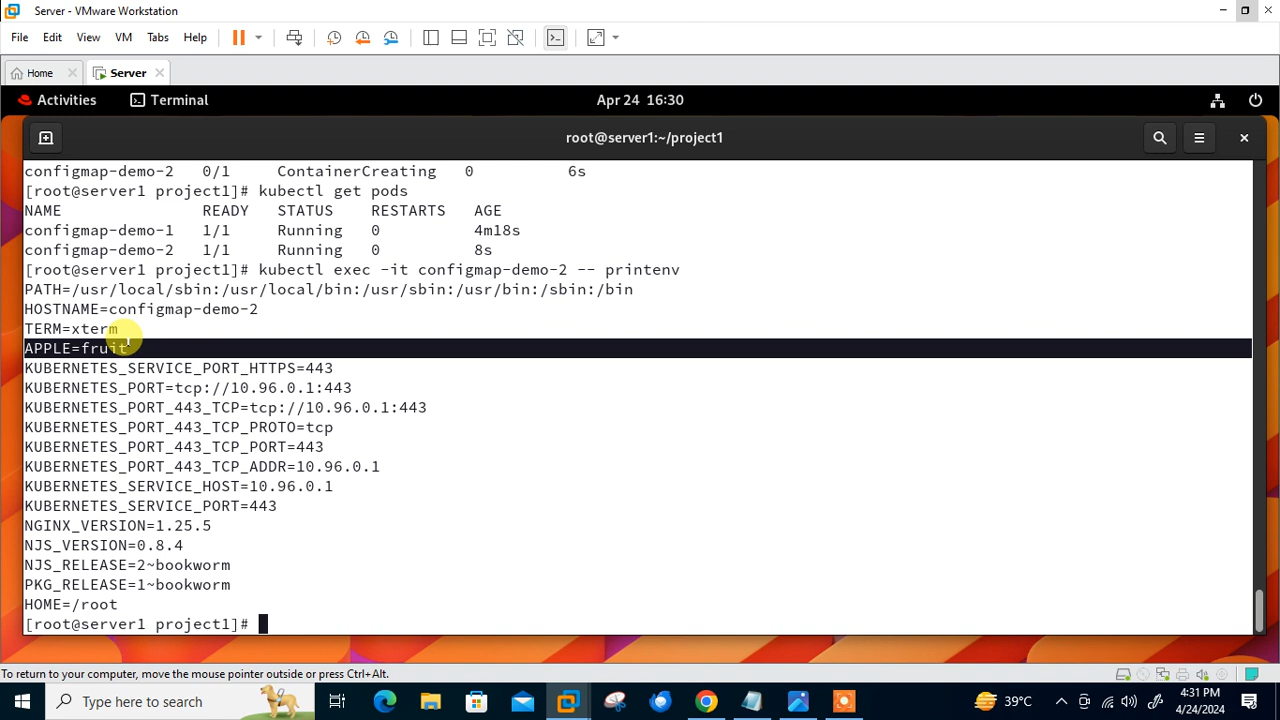 Server - VMware Workstation
File Edit View VM Tabs Help
Home Server
Activities Terminal Apr 24 16:30
root@server1:~/project1
configmap-demo-2   0/1     ContainerCreating   0          6s
[root@server1 project1]# kubectl get pods
NAME               READY   STATUS    RESTARTS   AGE
configmap-demo-1   1/1     Running   0          4m18s
configmap-demo-2   1/1     Running   0          8s
[root@server1 project1]# kubectl exec -it configmap-demo-2 -- printenv
PATH=/usr/local/sbin:/usr/local/bin:/usr/sbin:/usr/bin:/sbin:/bin
HOSTNAME=configmap-demo-2
TERM=xterm
APPLE=fruit
KUBERNETES_SERVICE_PORT_HTTPS=443
KUBERNETES_PORT=tcp://10.96.0.1:443
KUBERNETES_PORT_443_TCP=tcp://10.96.0.1:443
KUBERNETES_PORT_443_TCP_PROTO=tcp
KUBERNETES_PORT_443_TCP_PORT=443
KUBERNETES_PORT_443_TCP_ADDR=10.96.0.1
KUBERNETES_SERVICE_HOST=10.96.0.1
KUBERNETES_SERVICE_PORT=443
NGINX_VERSION=1.25.5
NJS_VERSION=0.8.4
NJS_RELEASE=2~bookworm
PKG_RELEASE=1~bookworm
HOME=/root
[root@server1 project1]#
To return to your computer, move the mouse pointer outside or press Ctrl+Alt.
Type here to search 39°C 4:31 PM
4/24/2024